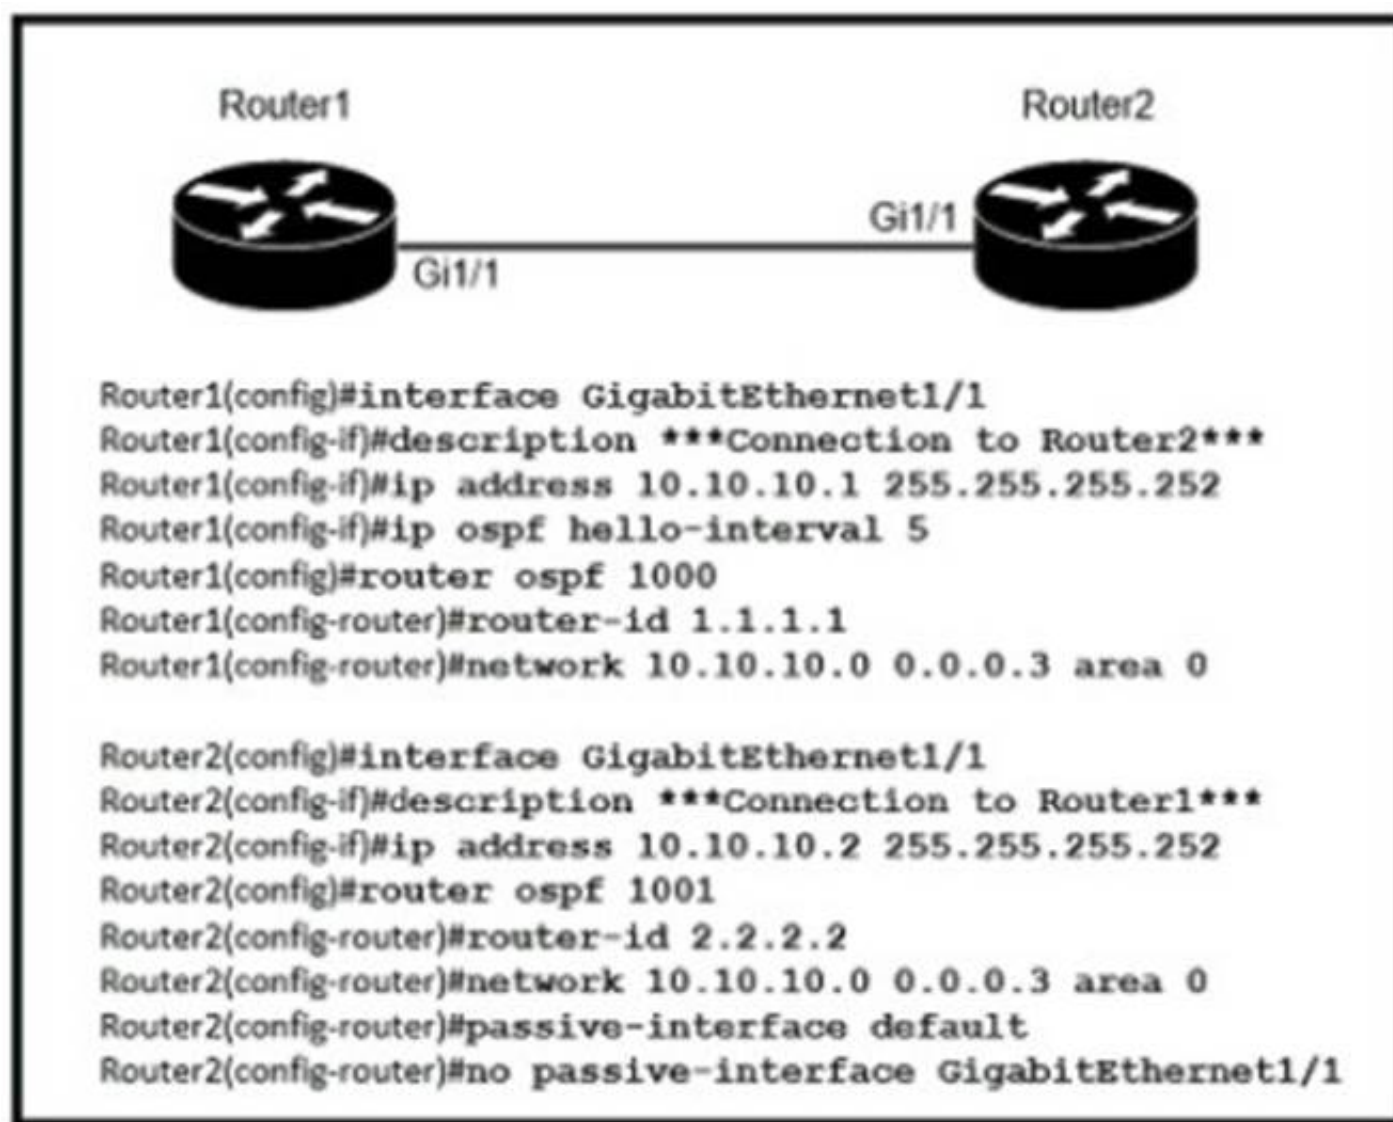 Router1
Router2
Gi1/1
Gi1/1
Router1(config)#interface GigabitEthernet1/1
Router1(config-if)#description ***Connection to Router2***
Router1(config-if)#ip address 10.10.10.1 255.255.255.252
Router1(config-if)#ip ospf hello-interval 5
Router1(config)#router ospf 1000
Router1(config-router)#router-id 1.1.1.1
Router1(config-router)#network 10.10.10.0 0.0.0.3 area 0
Router2(config)#interface GigabitEthernet1/1
Router2(config-if)#description ***Connection to Router1***
Router2(config-if)#ip address 10.10.10.2 255.255.255.252
Router2(config)#router ospf 1001
Router2(config-router)#router-id 2.2.2.2
Router2(config-router)#network 10.10.10.0 0.0.0.3 area 0
Router2(config-router)#passive-interface default
Router2(config-router)#no passive-interface GigabitEthernet1/1